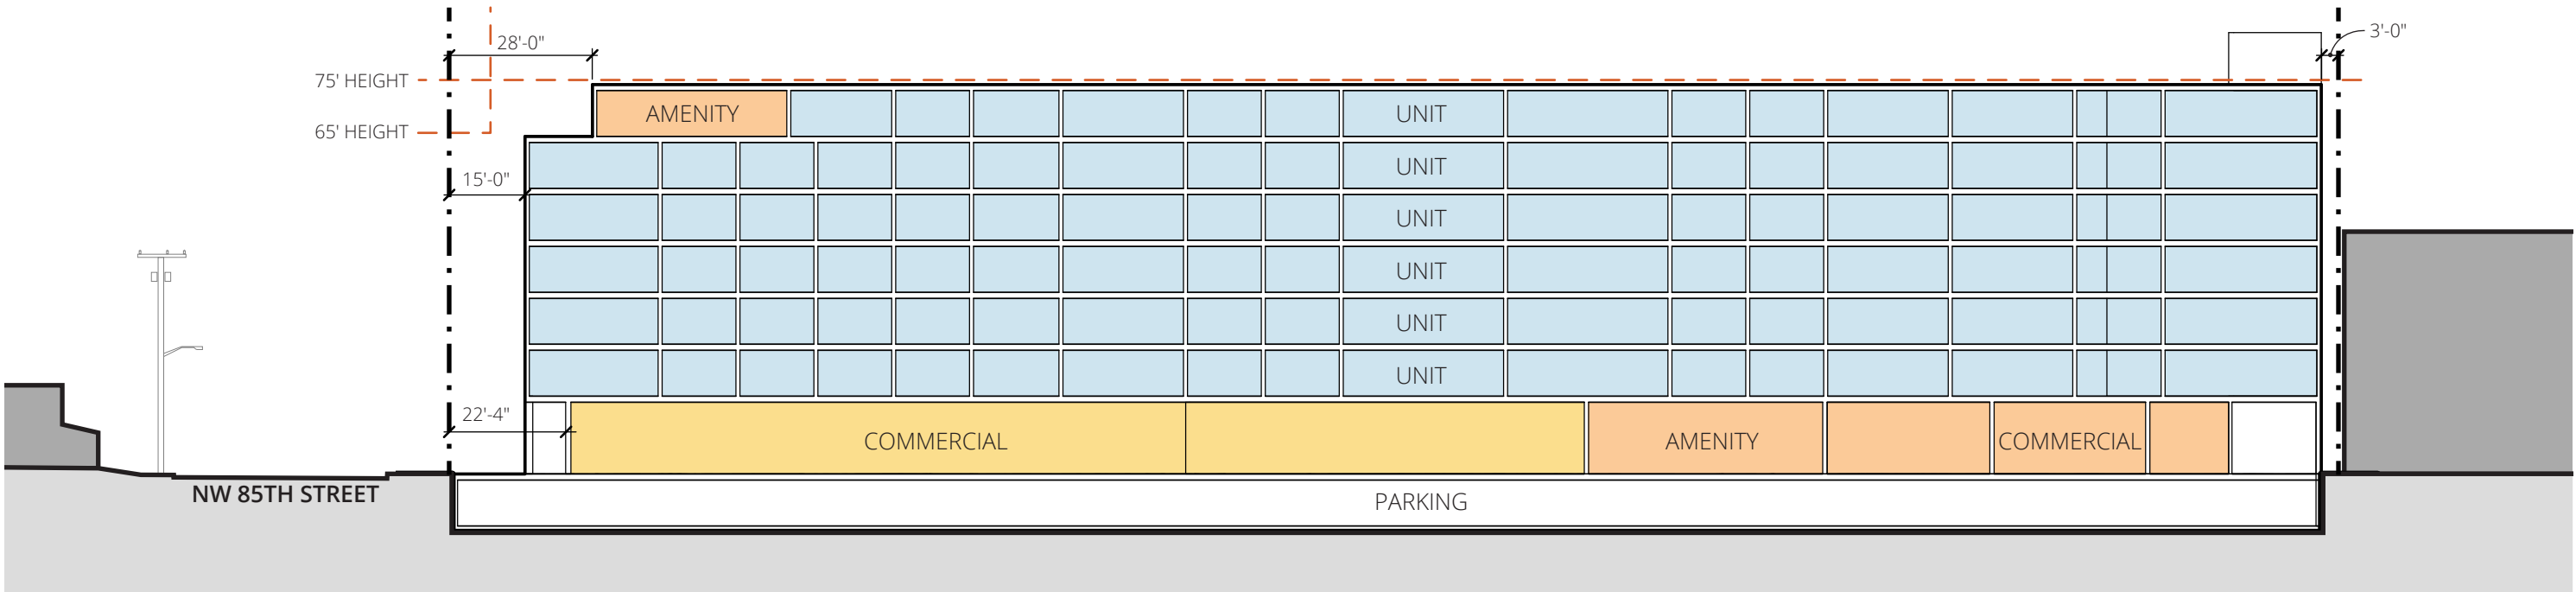 28'-0"
3'-0"
75' HEIGHT
AMENITY
UNIT
65' HEIGHT
UNIT
15'-0"
UNIT
UNIT
UNIT
UNIT
22'-4"
COMMERCIAL
AMENITY
COMMERCIAL
NW 85TH STREET
PARKING